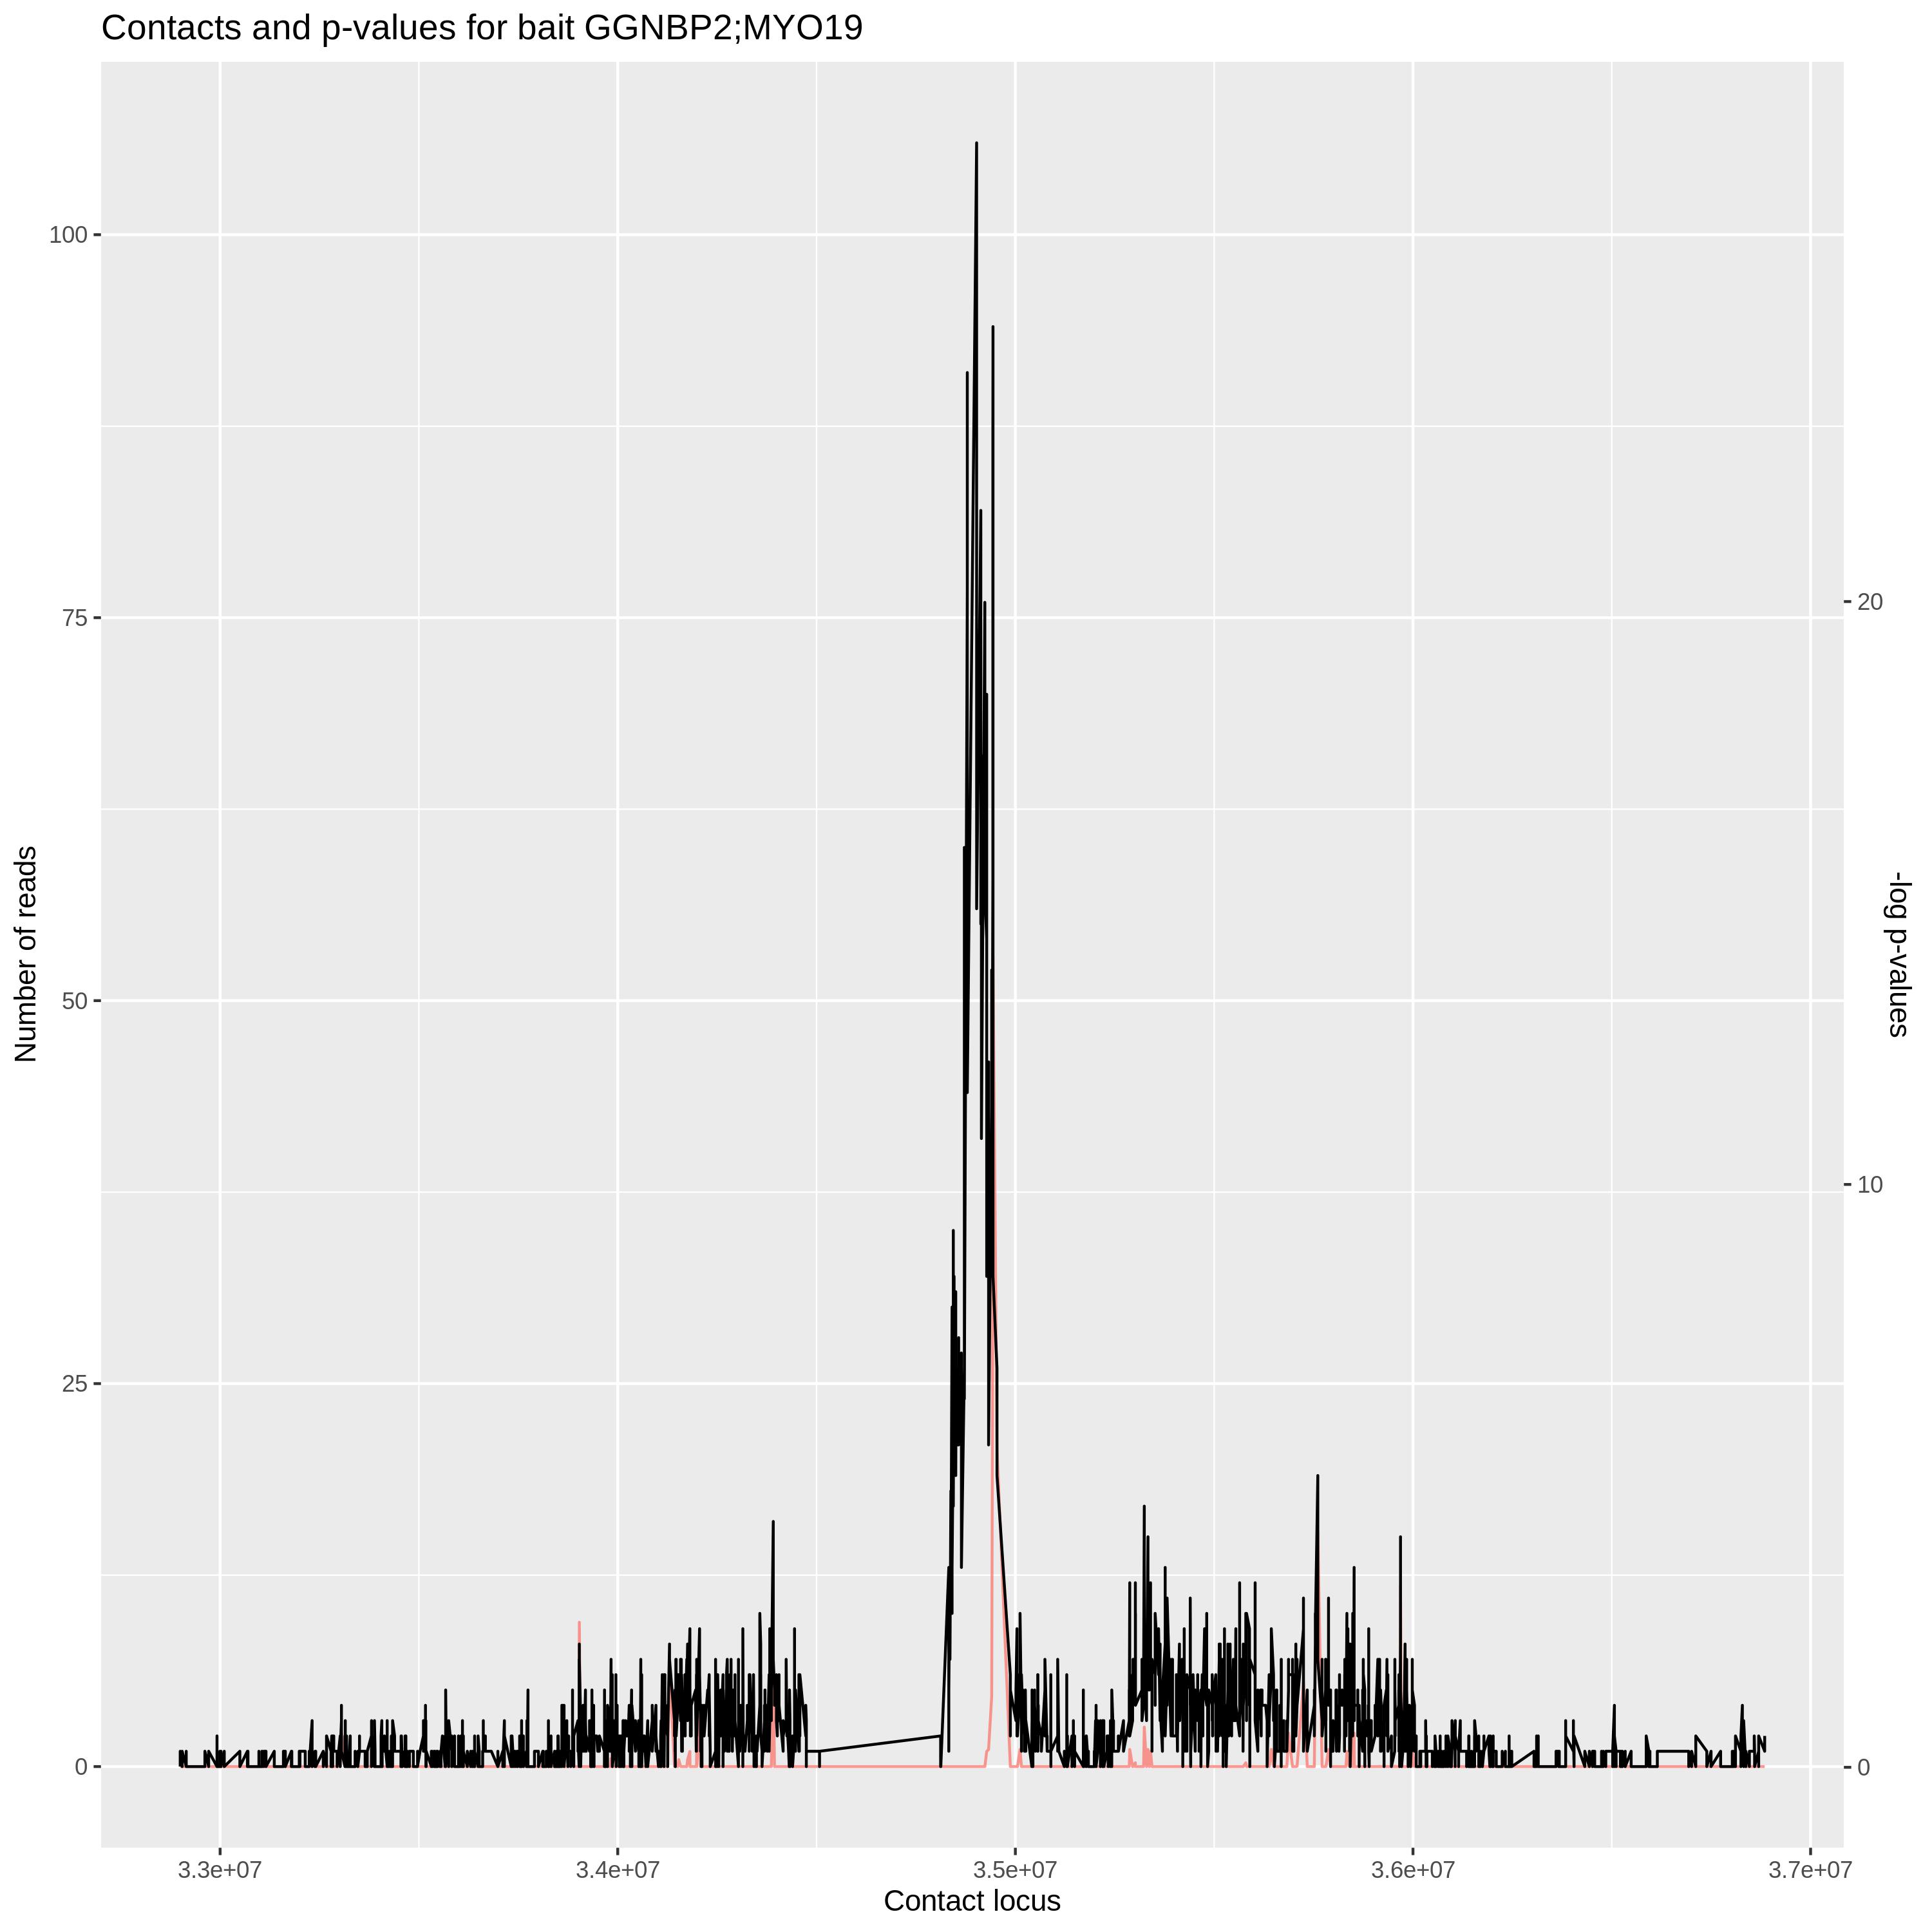 Contacts and p-values for bait GGNBP2;MYO19
Number of reads
100
75
50
25
0
-log p-values
20
10
0
3.3e+07
3.4e+07
3.5e+07
3.6e+07
3.7e+07
Contact locus